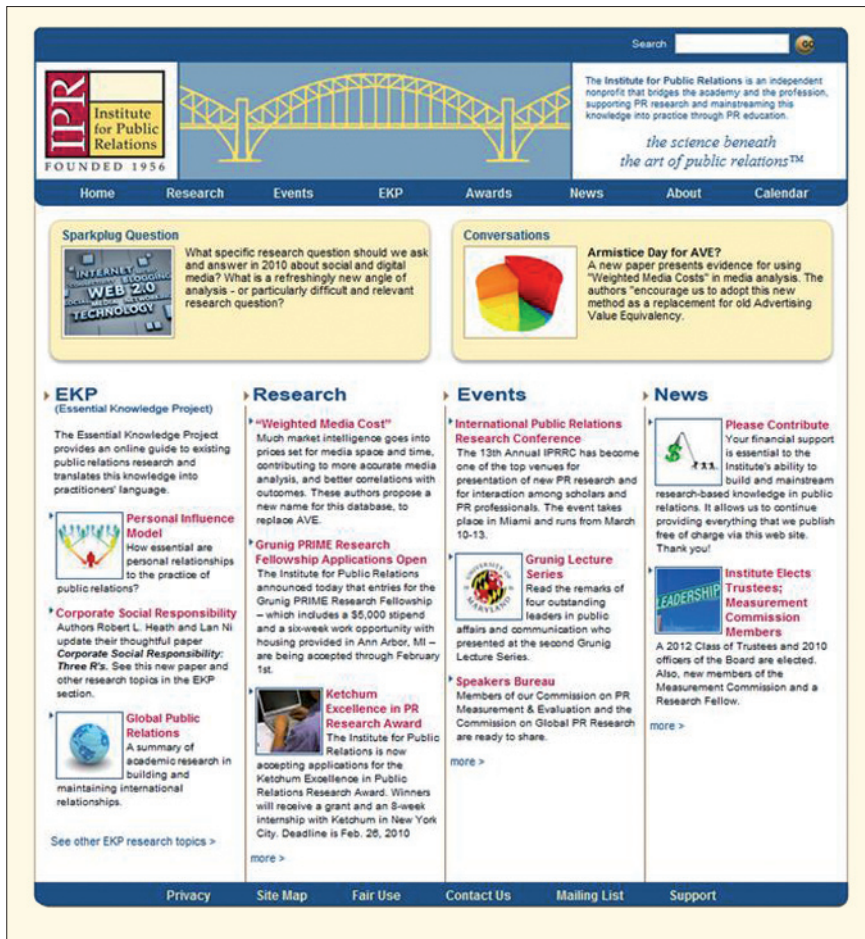 Search
GO
IPR
Institute
for Public
Relations
FOUNDED 1956
The Institute for Public Relations is an independent
nonprofit that bridges the academy and the profession,
supporting PR research and mainstreaming this
knowledge into practice through PR education.
the science beneath
the art of public relations™
Home Research Events EKP Awards News About Calendar
Sparkplug Question
INTERNET
BLOGGING
WEB 2.0
SOCIAL MEDIA NETWORKING
TECHNOLOGY
What specific research question should we ask
and answer in 2010 about social and digital
media? What is a refreshingly new angle of
analysis - or particularly difficult and relevant
research question?
Conversations
Armistice Day for AVE?
A new paper presents evidence for using
"Weighted Media Costs" in media analysis. The
authors "encourage us to adopt this new
method as a replacement for old Advertising
Value Equivalency.
EKP
(Essential Knowledge Project)
The Essential Knowledge Project
provides an online guide to existing
public relations research and
translates this knowledge into
practitioners' language.
Personal Influence
Model
How essential are
personal relationships
to the practice of
public relations?
Corporate Social Responsibility
Authors Robert L. Heath and Lan Ni
update their thoughtful paper
Corporate Social Responsibility:
Three R's. See this new paper and
other research topics in the EKP
section.
Global Public
Relations
A summary of
academic research in
building and
maintaining international
relationships.
See other EKP research topics >
Research
"Weighted Media Cost"
Much market intelligence goes into
prices set for media space and time,
contributing to more accurate media
analysis, and better correlations with
outcomes. These authors propose a
new name for this database, to
replace AVE.
Grunig PRIME Research
Fellowship Applications Open
The Institute for Public Relations
announced today that entries for the
Grunig PRIME Research Fellowship
– which includes a $5,000 stipend
and a six-week work opportunity with
housing provided in Ann Arbor, MI –
are being accepted through February
1st.
Ketchum
Excellence in PR
Research Award
The Institute for Public
Relations is now
accepting applications for the
Ketchum Excellence in Public
Relations Research Award. Winners
will receive a grant and an 8-week
internship with Ketchum in New York
City. Deadline is Feb. 26, 2010
more >
Events
International Public Relations
Research Conference
The 13th Annual IPRRC has become
one of the top venues for
presentation of new PR research and
for interaction among scholars and
PR professionals. The event takes
place in Miami and runs from March
10-13.
UNIVERSITY OF
MARYLAND
Grunig Lecture
Series
Read the remarks of
four outstanding
leaders in public
affairs and communication who
presented at the second Grunig
Lecture Series.
Speakers Bureau
Members of our Commission on PR
Measurement & Evaluation and the
Commission on Global PR Research
are ready to share.
more >
News
$
Please Contribute
Your financial support
is essential to the
Institute's ability to
build and mainstream
research-based knowledge in public
relations. It allows us to continue
providing everything that we publish
free of charge via this web site.
Thank you!
LEADERSHIP
Institute Elects
Trustees;
Measurement
Commission
Members
A 2012 Class of Trustees and 2010
officers of the Board are elected.
Also, new members of the
Measurement Commission and a
Research Fellow.
more >
Privacy Site Map Fair Use Contact Us Mailing List Support